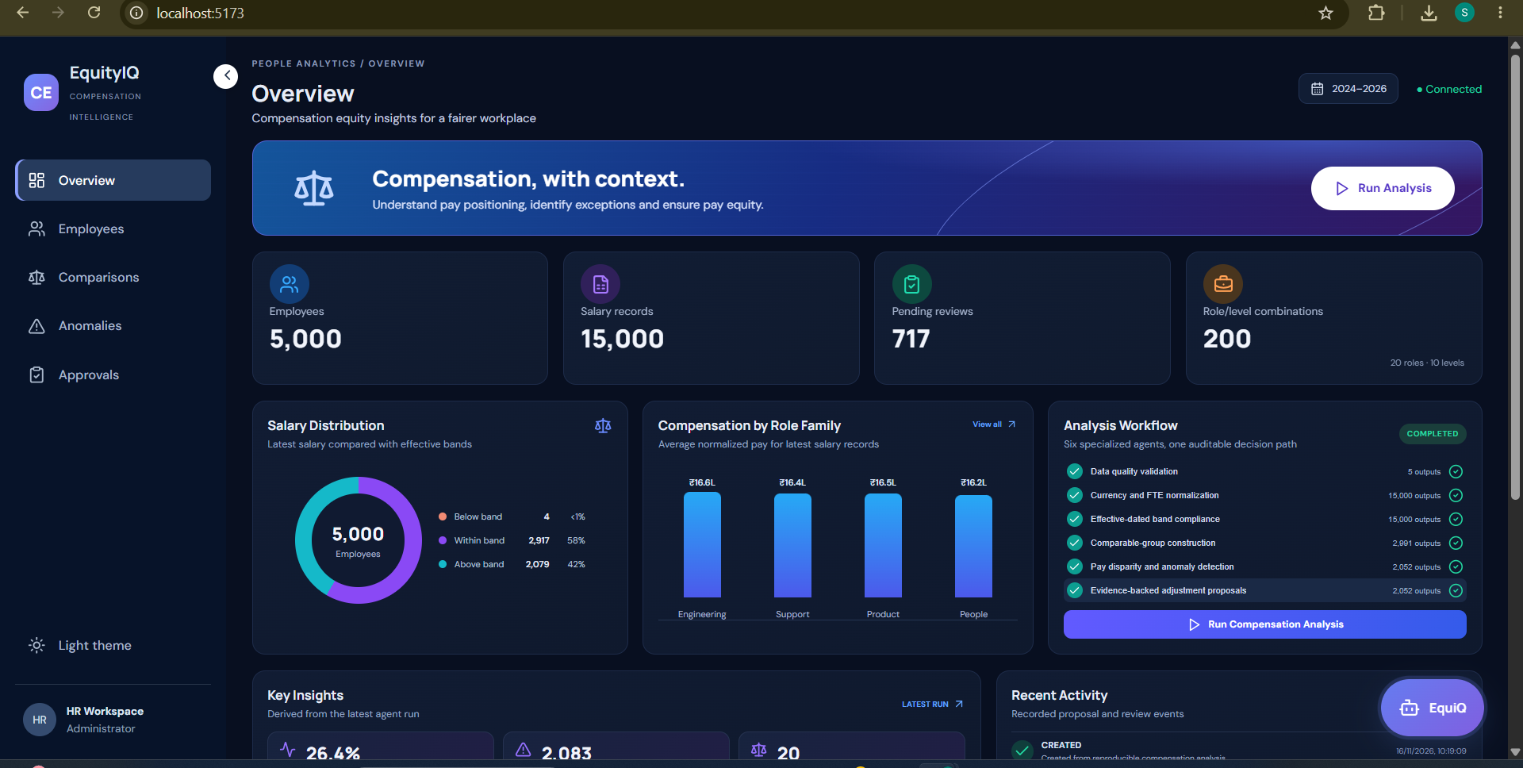 localhost:5173
S
CE
EquityIQ
COMPENSATION
INTELLIGENCE
Overview
Employees
Comparisons
Anomalies
Approvals
Light theme
HR
HR Workspace
Administrator
PEOPLE ANALYTICS / OVERVIEW
Overview
Compensation equity insights for a fairer workplace
2024–2026
Connected
Compensation, with context.
Understand pay positioning, identify exceptions and ensure pay equity.
Run Analysis
Employees
5,000
Salary records
15,000
Pending reviews
717
Role/level combinations
200
20 roles · 10 levels
Salary Distribution
Latest salary compared with effective bands
5,000
Employees
Below band 4 <1%
Within band 2,917 58%
Above band 2,079 42%
Compensation by Role Family
View all
Average normalized pay for latest salary records
₹16.6L ₹16.4L ₹16.5L ₹16.2L
Engineering Support Product People
Analysis Workflow
Six specialized agents, one auditable decision path
COMPLETED
Data quality validation 5 outputs
Currency and FTE normalization 15,000 outputs
Effective-dated band compliance 15,000 outputs
Comparable-group construction 2,991 outputs
Pay disparity and anomaly detection 2,052 outputs
Evidence-backed adjustment proposals 2,052 outputs
Run Compensation Analysis
Key Insights
Derived from the latest agent run
LATEST RUN
26.4%
2,083
20
Recent Activity
Recorded proposal and review events
EquiQ
CREATED
Created from reproducible compensation analysis
16/11/2026, 10:19:09